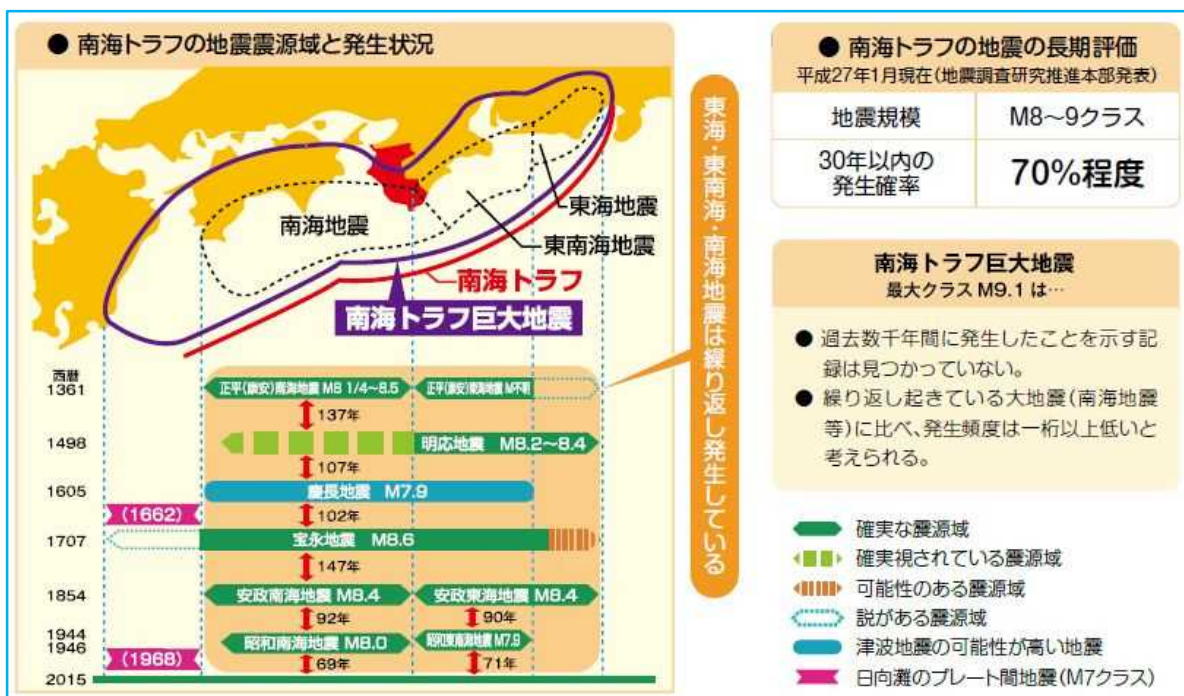 ● 南海トラフの地震震源域と発生状況
南海地震
東海地震
東南海地震
南海トラフ
南海トラフ巨大地震
西暦
1361
正平(康安)南海地震 M8 1/4～8.5
正平(康安)東海地震 M不明
137年
1498
明応地震 M8.2～8.4
107年
1605
慶長地震 M7.9
(1662)
102年
1707
宝永地震 M8.6
147年
1854
安政南海地震 M8.4
安政東海地震 M8.4
92年
90年
1944
1946
昭和南海地震 M8.0
昭和東南海地震 M7.9
(1968)
69年
71年
2015
東海・東南海・南海地震は繰り返し発生している
● 南海トラフの地震の長期評価
平成27年1月現在(地震調査研究推進本部発表)
地震規模
M8～9クラス
30年以内の
発生確率
70%程度
南海トラフ巨大地震
最大クラス M9.1 は…
● 過去数千年間に発生したことを示す記
録は見つかっていない。
● 繰り返し起きている大地震(南海地震
等)に比べ、発生頻度は一桁以上低いと
考えられる。
確実な震源域
確実視されている震源域
可能性のある震源域
説がある震源域
津波地震の可能性が高い地震
日向灘のプレート間地震(M7クラス)